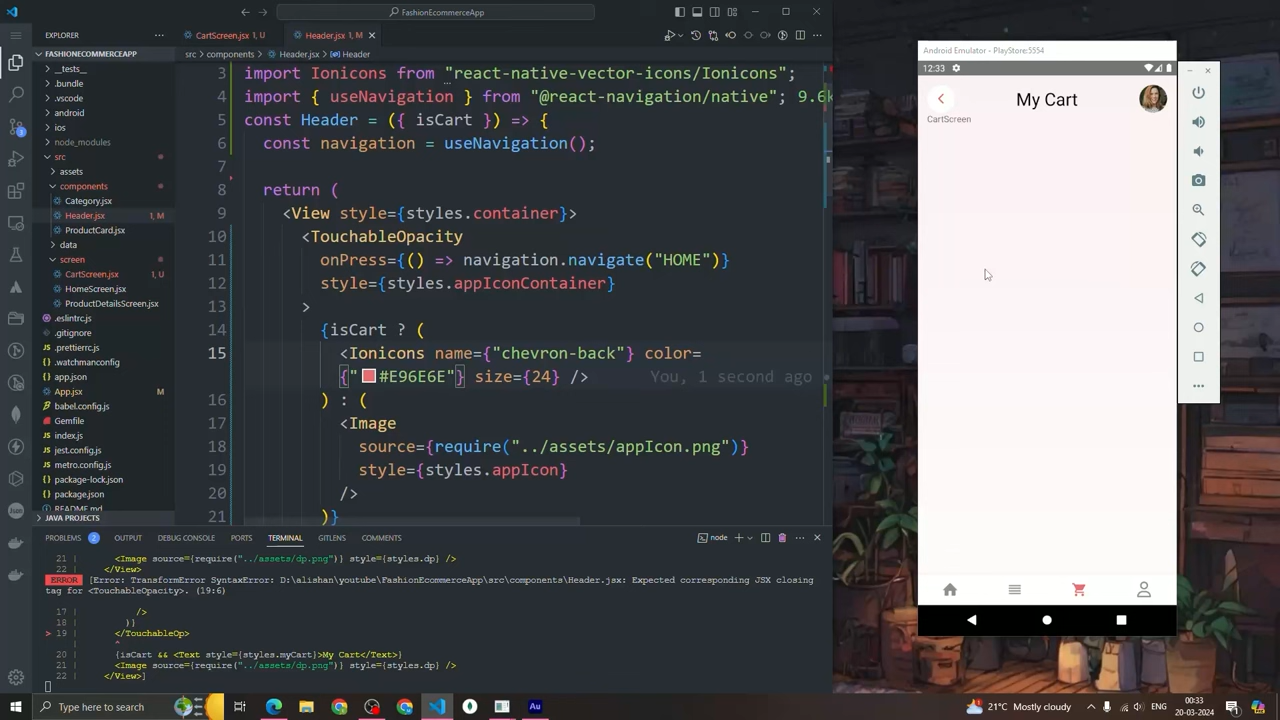 FashionEcommerceApp
EXPLORER
CartScreen.jsx 1, U
Header.jsx 1, M
src > components > Header.jsx > Header
FASHIONECOMMERCEAPP
_tests_
.bundle
.vscode
android
ios
node_modules
src
assets
components
Category.jsx
Header.jsx 1, M
ProductCard.jsx
data
screen
CartScreen.jsx 1, U
HomeScreen.jsx
ProductDetailsScreen.jsx
.eslintrc.js
.gitignore
.prettierrc.js
.watchmanconfig
app.json
App.jsx M
babel.config.js
Gemfile
index.js
jest.config.js
metro.config.js
package-lock.json
package.json
README.md
JAVA PROJECTS
3 import Ionicons from "react-native-vector-icons/Ionicons";
4 import { useNavigation } from "@react-navigation/native"; 9.6k
5 const Header = ({ isCart }) => {
6 const navigation = useNavigation();
7
8 return (
9 <View style={styles.container}>
10 <TouchableOpacity
11 onPress={() => navigation.navigate("HOME")}
12 style={styles.appIconContainer}
13 >
14 {isCart ? (
15 <Ionicons name={"chevron-back"} color=
{"#E96E6E"} size={24} /> You, 1 second ago
16 ) : (
17 <Image
18 source={require("../assets/appIcon.png")}
19 style={styles.appIcon}
20 />
21 )}
PROBLEMS 2 OUTPUT DEBUG CONSOLE PORTS TERMINAL GITLENS COMMENTS
node
21 | <Image source={require("../assets/dp.png")} style={styles.dp} />
22 | </View>
ERROR [Error: TransformError SyntaxError: D:\alishan\youtube\FashionEcommerceApp\src\components\Header.jsx: Expected corresponding JSX closing
tag for <TouchableOpacity>. (19:6)
17 | />
18 | )}
> 19 | </TouchableOp>
| ^
20 | {isCart && <Text style={styles.myCart}>My Cart</Text>}
21 | <Image source={require("../assets/dp.png")} style={styles.dp} />
22 | </View>]
Android Emulator - PlayStore:5554
12:33
My Cart
CartScreen
3
Json
Type here to search
Au
21°C Mostly cloudy
00:33
20-03-2024
1